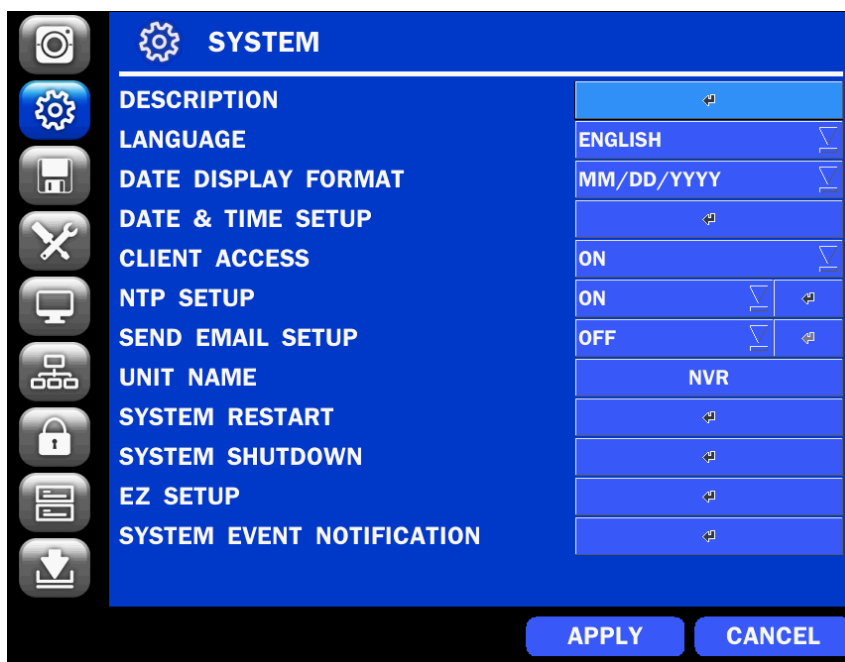 SYSTEM
DESCRIPTION
LANGUAGE ENGLISH
DATE DISPLAY FORMAT MM/DD/YYYY
DATE & TIME SETUP
CLIENT ACCESS ON
NTP SETUP ON
SEND EMAIL SETUP OFF
UNIT NAME NVR
SYSTEM RESTART
SYSTEM SHUTDOWN
EZ SETUP
SYSTEM EVENT NOTIFICATION
APPLY CANCEL